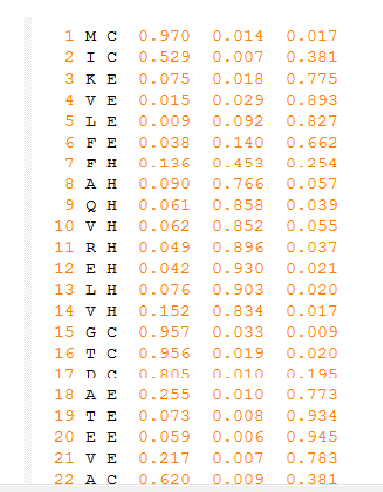 1 M C 0.970 0.014 0.017
2 I C 0.529 0.007 0.381
3 K E 0.075 0.018 0.775
4 V E 0.015 0.029 0.893
5 L E 0.009 0.092 0.827
6 F E 0.038 0.140 0.662
7 F H 0.136 0.453 0.254
8 A H 0.090 0.766 0.057
9 Q H 0.061 0.858 0.039
10 V H 0.062 0.852 0.055
11 R H 0.049 0.896 0.037
12 E H 0.042 0.930 0.021
13 L H 0.076 0.903 0.020
14 V H 0.152 0.834 0.017
15 G C 0.957 0.033 0.009
16 T C 0.956 0.019 0.020
17 D C 0.805 0.010 0.195
18 A E 0.255 0.010 0.773
19 T E 0.073 0.008 0.934
20 E E 0.059 0.006 0.945
21 V E 0.217 0.007 0.783
22 A C 0.620 0.009 0.381